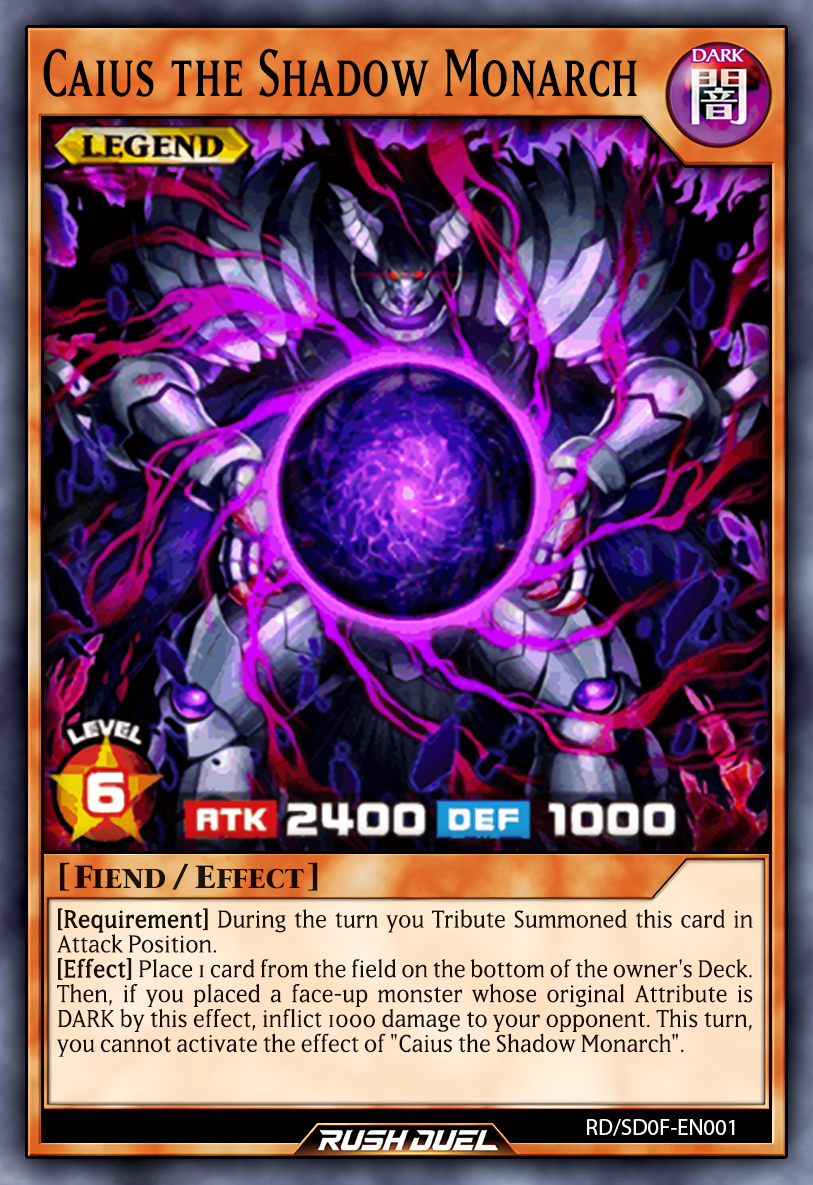 Caius the Shadow Monarch
DARK
闇
LEGEND
LEVEL
6
ATK 2400 DEF 1000
[Fiend / Effect]
[Requirement] During the turn you Tribute Summoned this card in
Attack Position.
[Effect] Place 1 card from the field on the bottom of the owner's Deck.
Then, if you placed a face-up monster whose original Attribute is
DARK by this effect, inflict 1000 damage to your opponent. This turn,
you cannot activate the effect of "Caius the Shadow Monarch".
RD/SD0F-EN001
RUSH DUEL